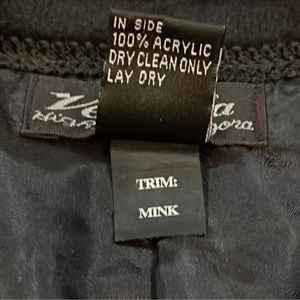 IN SIDE
100% ACRYLIC
DRY CLEAN ONLY
LAY DRY
TRIM:
MINK